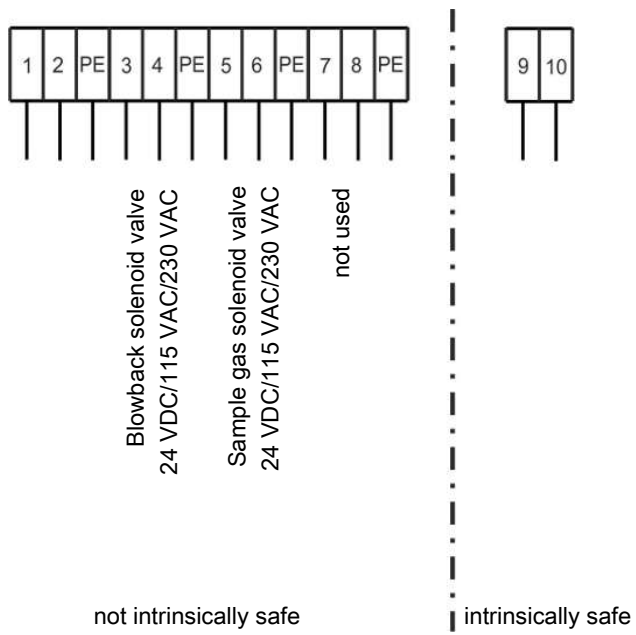 1 2 PE 3 4 PE 5 6 PE 7 8 PE 9 10
Blowback solenoid valve
24 VDC/115 VAC/230 VAC
Sample gas solenoid valve
24 VDC/115 VAC/230 VAC
not used
not intrinsically safe
intrinsically safe